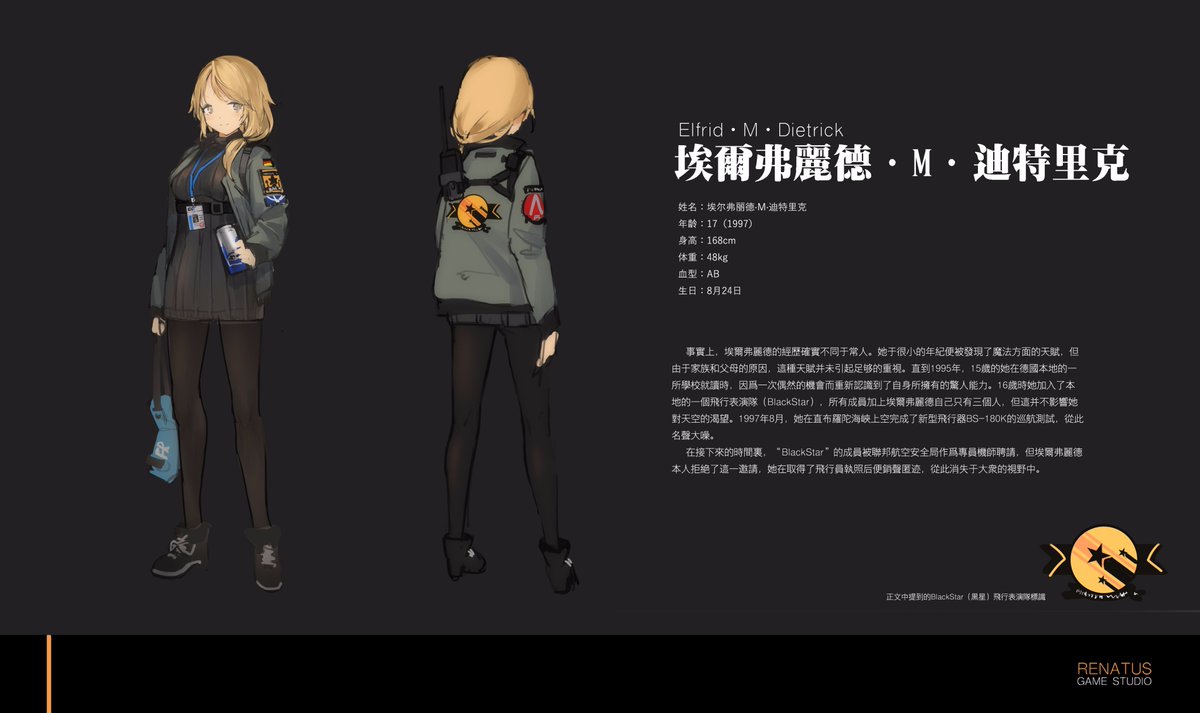 Elfrid・M・Dietrick
埃爾弗麗德・M・迪特里克
姓名：埃尔弗丽德·M·迪特里克
年龄：17（1997）
身高：168cm
体重：48kg
血型：AB
生日：8月24日
事實上，埃爾弗麗德的經歷確實不同于常人。她于很小的年紀便被發現了魔法方面的天賦，但
由于家族和父母的原因，這種天賦并未引起足够的重視。直到1995年，15歲的她在德國本地的一
所學校就讀時，因爲一次偶然的機會而重新認識到了自身所擁有的驚人能力。16歲時她加入了本
地的一個飛行表演隊（BlackStar），所有成員加上埃爾弗麗德自己只有三個人，但這并不影響她
對天空的渴望。1997年8月，她在直布羅陀海峽上空完成了新型飛行器BS-180K的巡航測試，從此
名聲大噪。
在接下來的時間裏，“BlackStar”的成員被聯邦航空安全局作爲專員機師聘請，但埃爾弗麗德
本人拒絶了這一邀請，她在取得了飛行員執照后便銷聲匿迹，從此消失于大衆的視野中。
正文中提到的BlackStar（黑星）飛行表演隊標識
RENATUS
GAME STUDIO